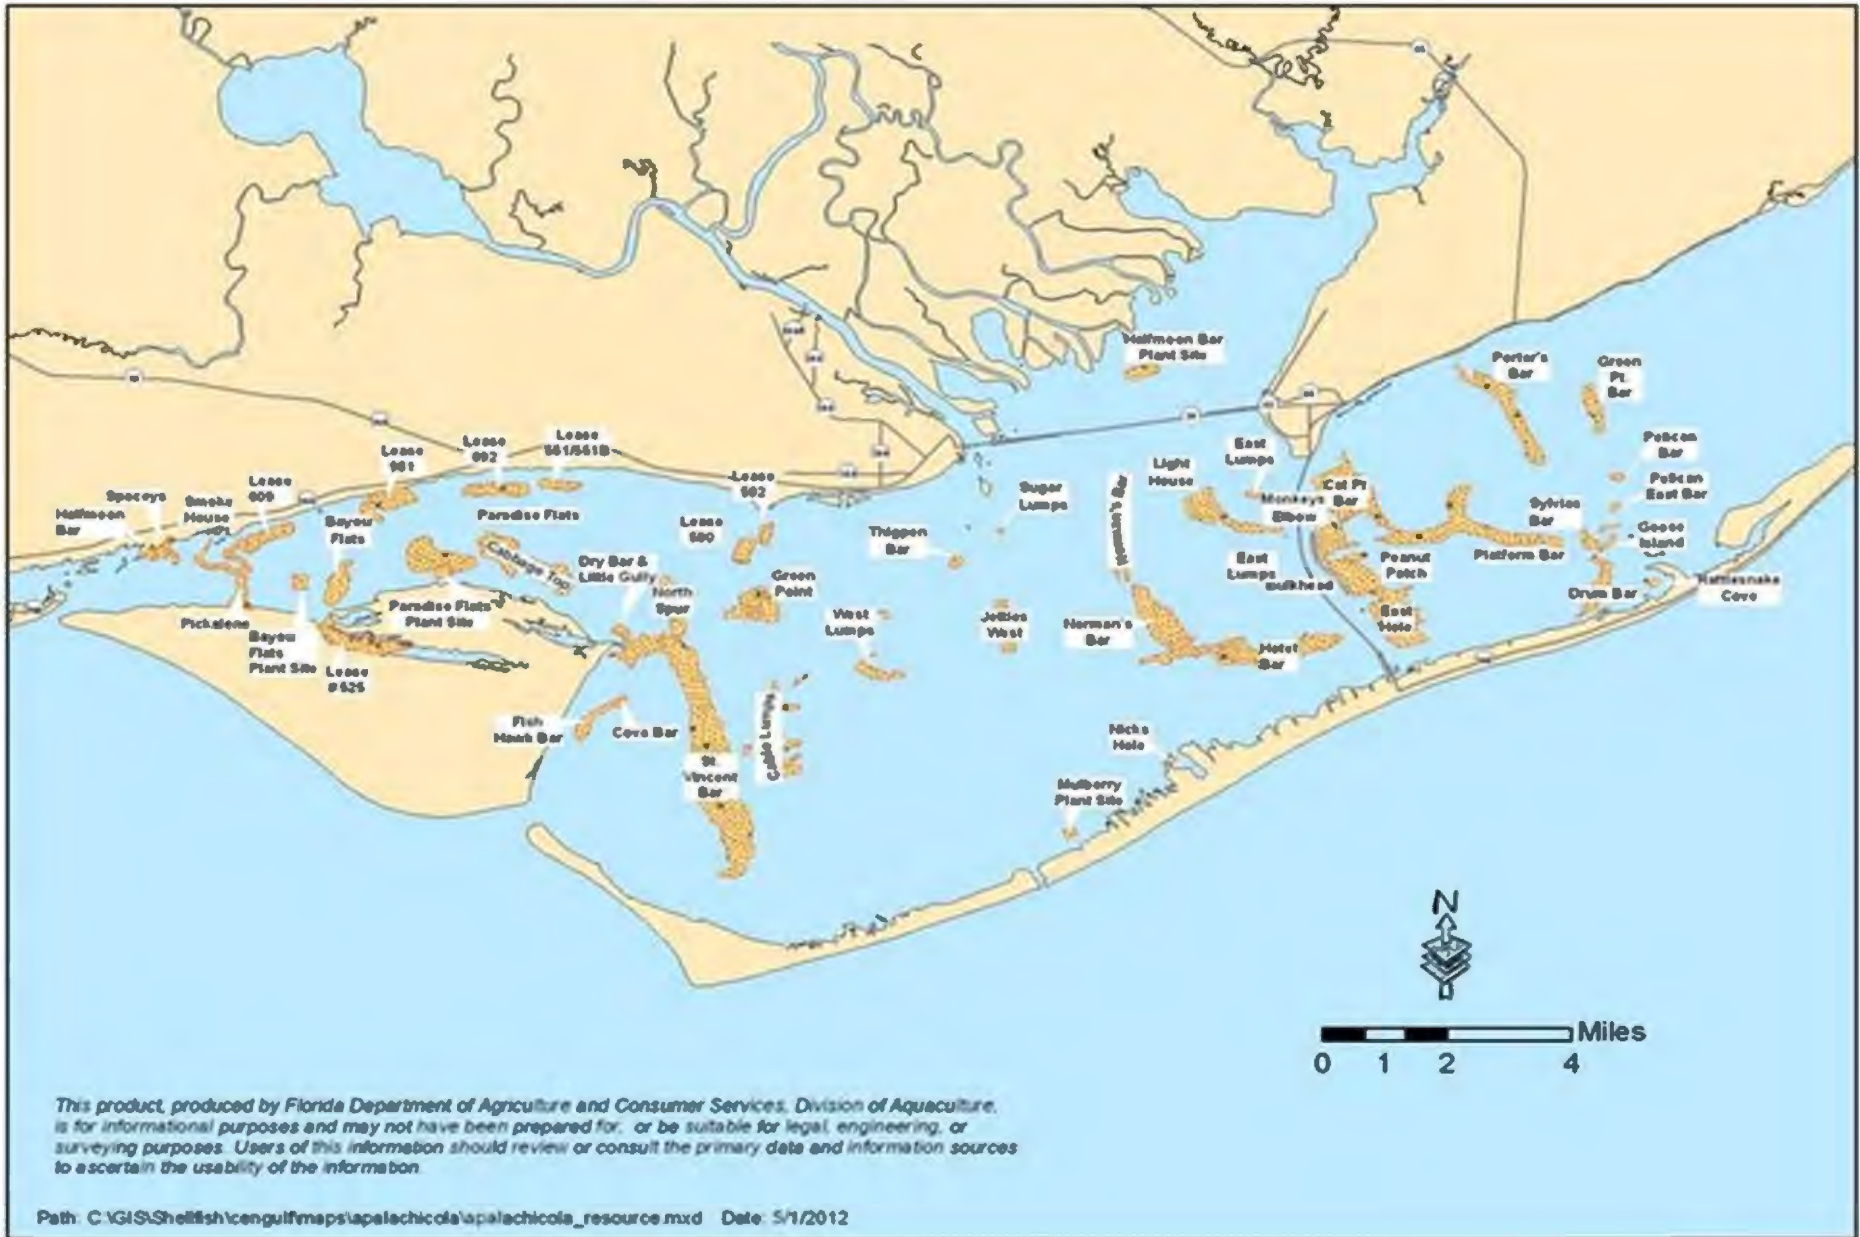 Halfmoon Bar
Plant Site
Porter's
Bar
Green
Pt.
Bar
Pelican
Bar
Pelican
East Bar
Goose
Island
Rattlesnake
Cove
Drum Bar
Sylvias
Bar
Platform Bar
Cat Pt
Bar
Monkeys
Elbow
East
Lumps
Light
House
East
Lumps
Bulkhead
Peanut
Patch
East
Hole
Hotel
Bar
Norman's Bar
Norman's
Bar
Sugar
Lumps
Thigpen
Bar
Jetties
West
West
Lumps
Nicks
Hole
Mulberry
Plant Site
Lease
Lease
Green
Point
Cable Lumps
St.
Vincent
Bar
North
Spur
Dry Bar &
Little Gully
Cove Bar
Fish
Hawk Bar
Cabbage Top
Paradise Flats
Paradise Flats
Plant Site
Lease
551/551B
Lease
Lease
Lease
Bayou
Flats
Smoke
House
Spaceys
Halfmoon
Bar
Pickalene
Bayou
Flats
Plant Site
Lease
#525
N
Miles
0 1 2 4
This product, produced by Florida Department of Agriculture and Consumer Services, Division of Aquaculture,
is for informational purposes and may not have been prepared for, or be suitable for legal, engineering, or
surveying purposes. Users of this information should review or consult the primary data and information sources
to ascertain the usability of the information.
Path: C:\GIS\Shellfish\cengulf\maps\apalachicola\apalachicola_resource.mxd Date: 5/1/2012